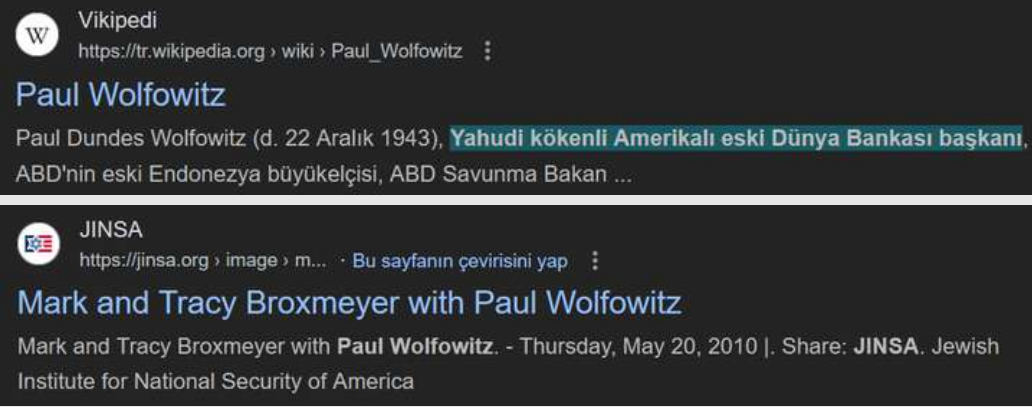 Vikipedi
https://tr.wikipedia.org › wiki › Paul_Wolfowitz
Paul Wolfowitz
Paul Dundes Wolfowitz (d. 22 Aralık 1943), Yahudi kökenli Amerikalı eski Dünya Bankası başkanı,
ABD'nin eski Endonezya büyükelçisi, ABD Savunma Bakan ...
JINSA
https://jinsa.org › image › m... · Bu sayfanın çevirisini yap
Mark and Tracy Broxmeyer with Paul Wolfowitz
Mark and Tracy Broxmeyer with Paul Wolfowitz. - Thursday, May 20, 2010 |. Share: JINSA. Jewish
Institute for National Security of America